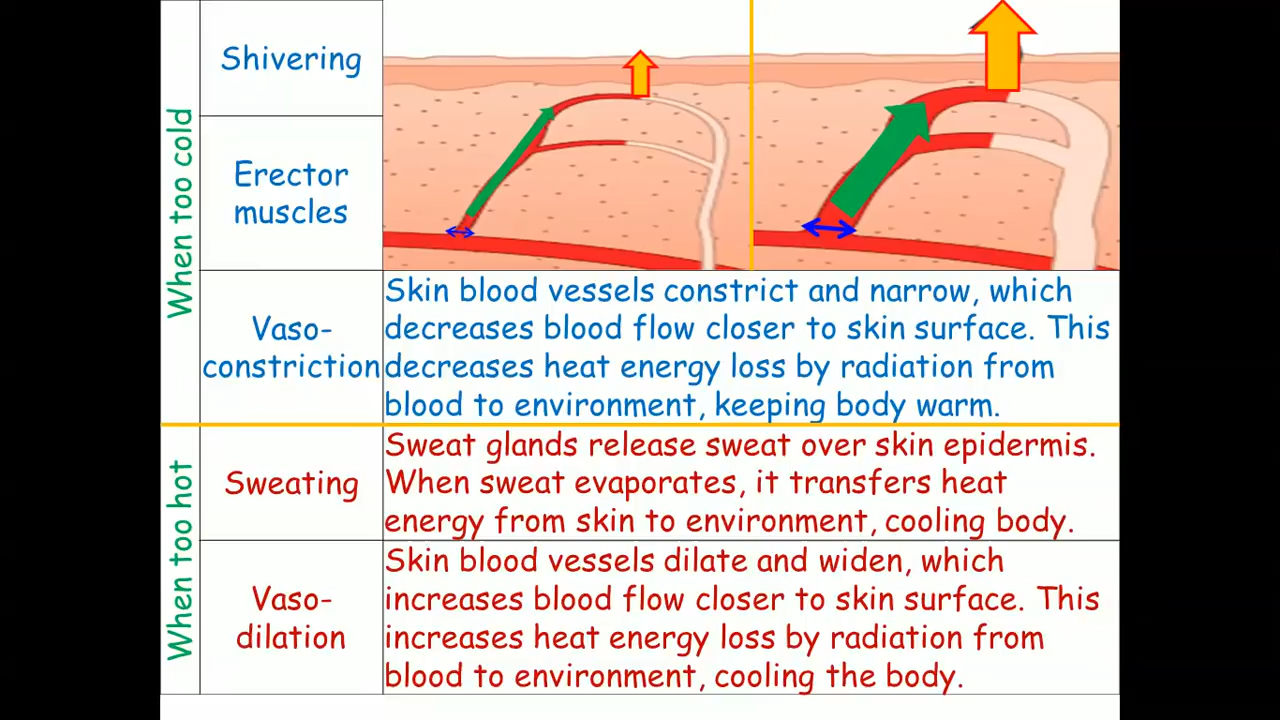 When too cold
Shivering
Erector
muscles
Vaso-
constriction
Skin blood vessels constrict and narrow, which
decreases blood flow closer to skin surface. This
decreases heat energy loss by radiation from
blood to environment, keeping body warm.
When too hot
Sweating
Sweat glands release sweat over skin epidermis.
When sweat evaporates, it transfers heat
energy from skin to environment, cooling body.
Vaso-
dilation
Skin blood vessels dilate and widen, which
increases blood flow closer to skin surface. This
increases heat energy loss by radiation from
blood to environment, cooling the body.